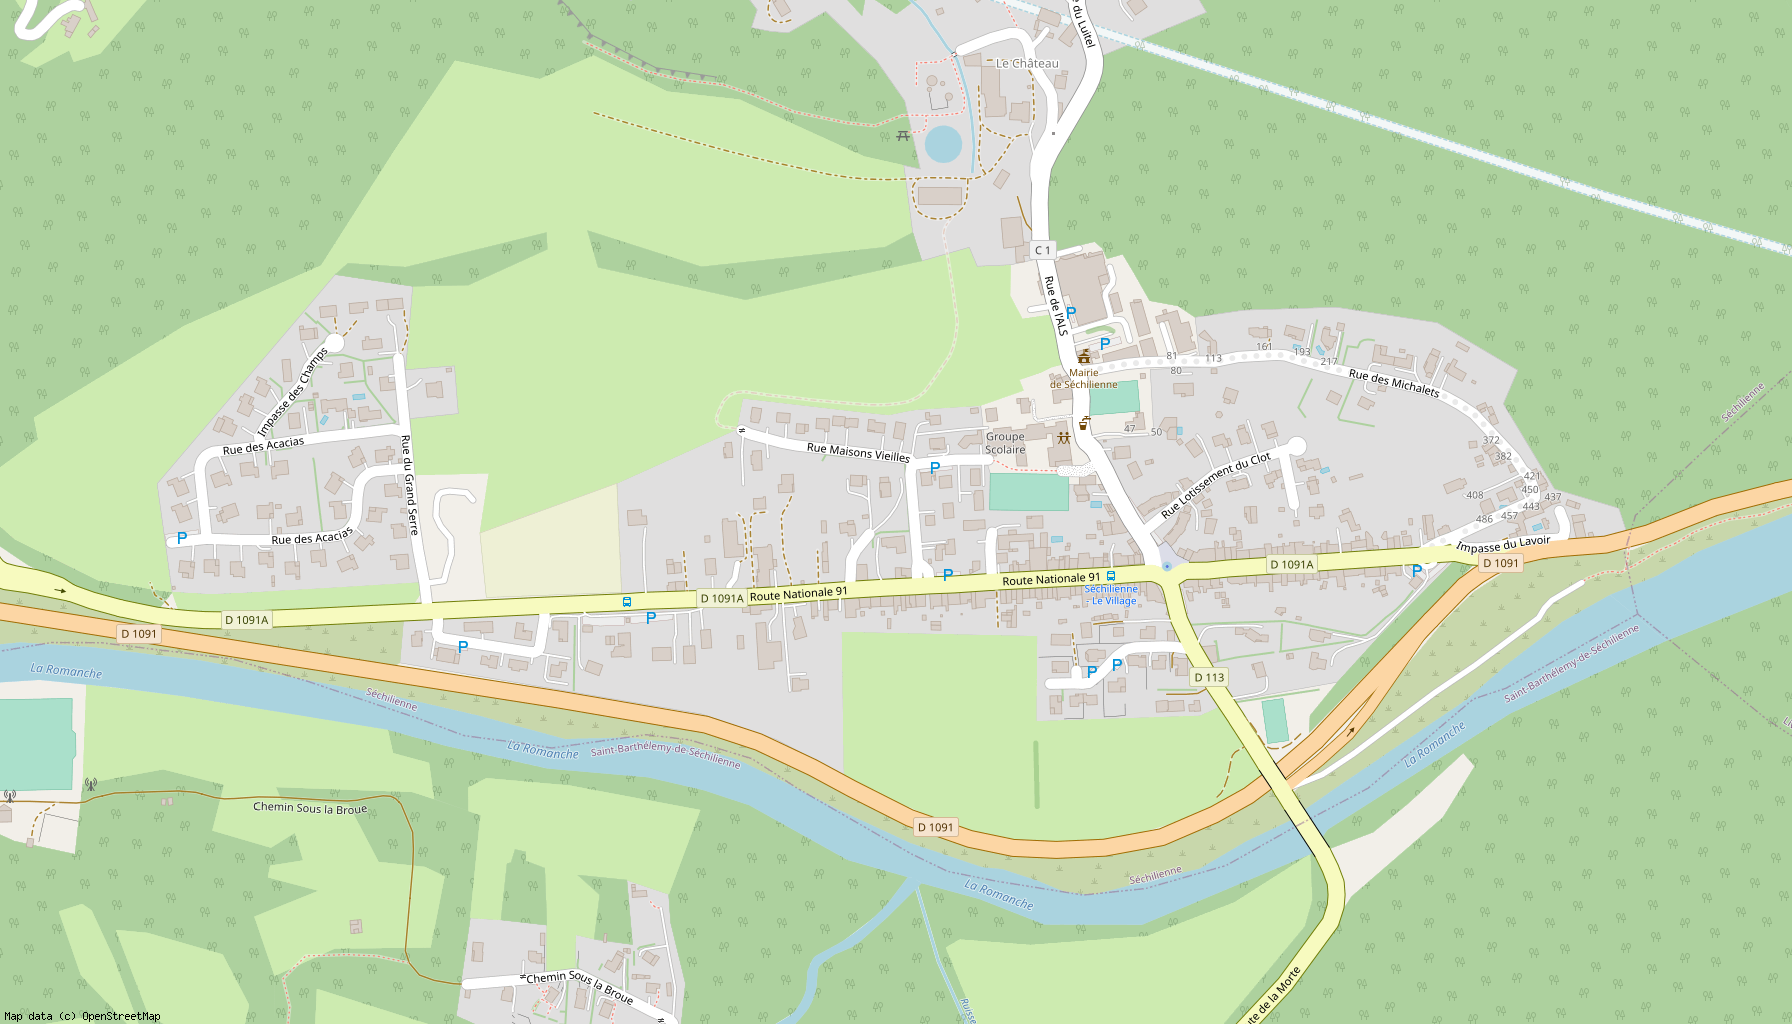 du Luitel
Le Château
C 1
Rue de l'ALS
P
P
Mairie
de Séchilienne
81
113
161
193
217
80
Rue des Michalets
Séchilienne
Impasse des Champs
Rue des Acacias
Rue du Grand Serre
Rue Maisons Vieilles
Groupe
Scolaire
47
50
P
Rue Lotissement du Clot
372
382
421
450
437
408
443
457
486
P
Rue des Acacias
Impasse du Lavoir
D 1091
P
D 1091A
Route Nationale 91
P
Séchilienne
- Le Village
D 1091A
Route Nationale 91
P
D 1091A
D 1091
P
P
P
D 113
La Romanche
Séchilienne
La Romanche
Saint-Barthélemy-de-Séchilienne
Saint-Barthélemy-de-Séchilienne
La Romanche
Chemin Sous la Broue
D 1091
Séchilienne
La Romanche
Chemin Sous la Broue
Ruisse
te de la Morte
Map data (c) OpenStreetMap